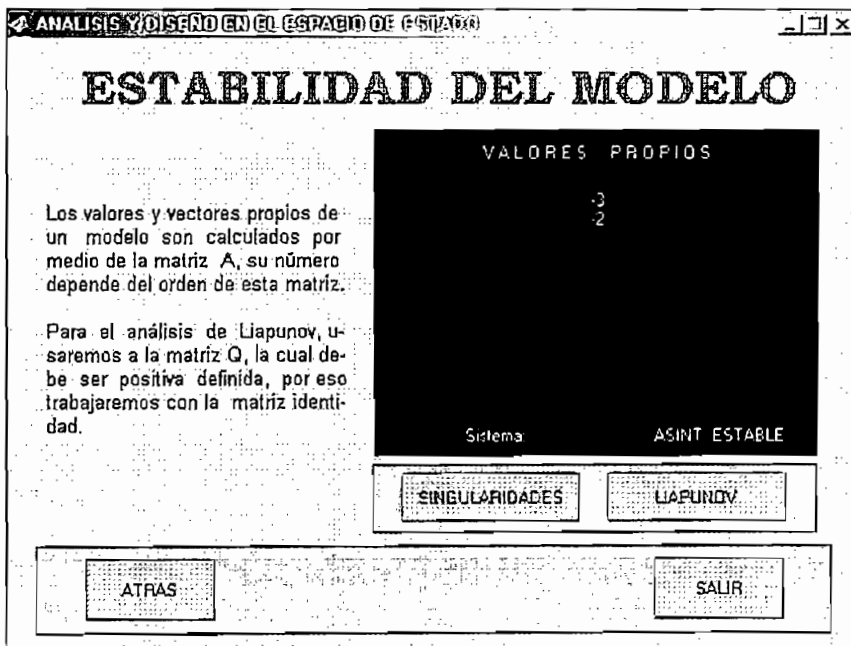 ANALISIS Y DISEÑO EN EL ESPACIO DE ESTADO
ESTABILIDAD DEL MODELO
Los valores y vectores propios de
un modelo son calculados por
medio de la matriz A, su número
depende del orden de esta matriz.
Para el análisis de Liapunov, u-
saremos a la matriz Q, la cual de-
be ser positiva definida, por eso
trabajaremos con la matriz identi-
dad.
VALORES PROPIOS
-3
-2
Sistema: ASINT ESTABLE
SINGULARIDADES LIAPUNOV
ATRAS SALIR